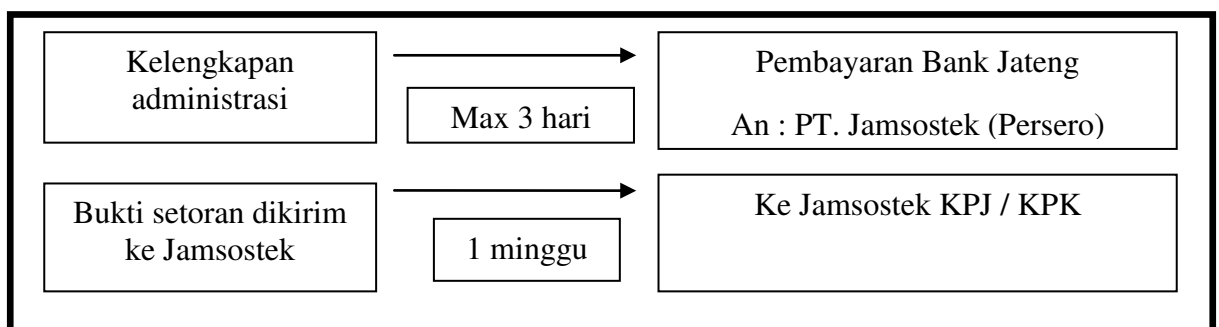 Kelengkapan
administrasi
Max 3 hari
Pembayaran Bank Jateng
An : PT. Jamsostek (Persero)
Bukti setoran dikirim
ke Jamsostek
1 minggu
Ke Jamsostek KPJ / KPK